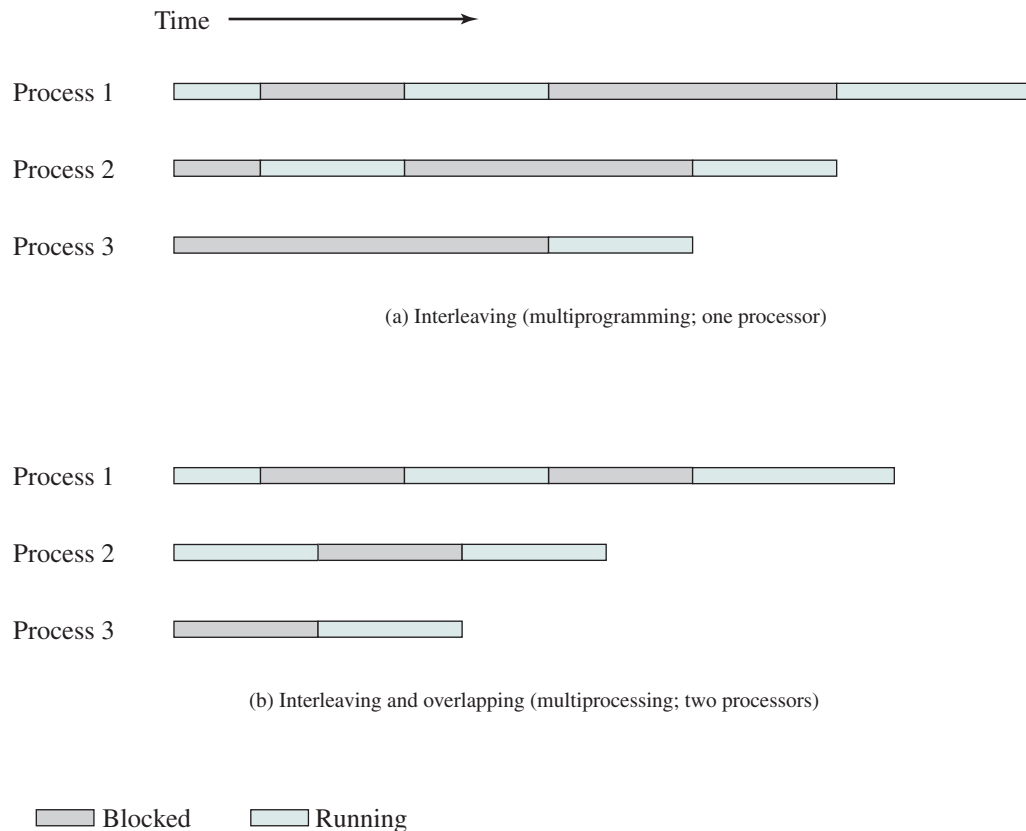 Time
Process 1
Process 2
Process 3
(a) Interleaving (multiprogramming; one processor)
Process 1
Process 2
Process 3
(b) Interleaving and overlapping (multiprocessing; two processors)
Blocked
Running